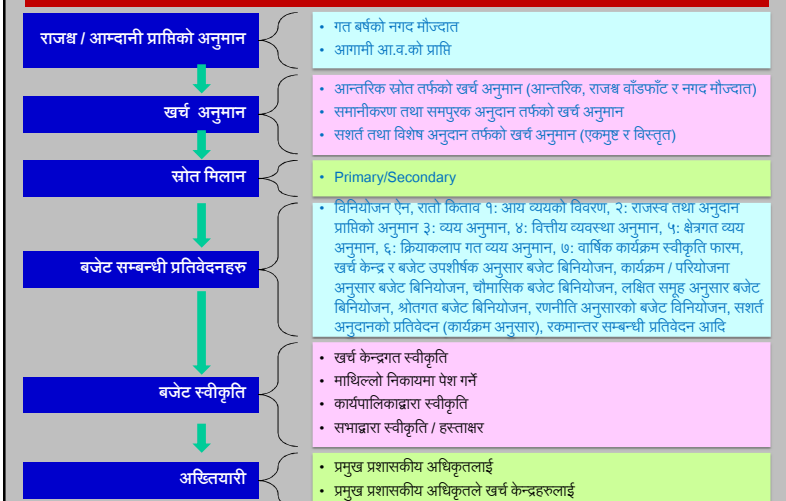 राजश्व / आम्दानी प्राप्तिको अनुमान
• गत बर्षको नगद मौज्दात
• आगामी आ.व.को प्राप्ति
खर्च अनुमान
• आन्तरिक स्रोत तर्फको खर्च अनुमान (आन्तरिक, राजश्व वाँडफाँट र नगद मौज्दात)
• समानीकरण तथा समपुरक अनुदान तर्फको खर्च अनुमान
• सशर्त तथा विशेष अनुदान तर्फको खर्च अनुमान (एकमुष्ट र विस्तृत)
स्रोत मिलान
• Primary/Secondary
बजेट सम्बन्धी प्रतिवेदनहरु
• विनियोजन ऐन, रातो किताव १: आय व्ययको विवरण, २: राजस्व तथा अनुदान
प्राप्तिको अनुमान ३: व्यय अनुमान, ४: वित्तीय व्यवस्था अनुमान, ५: क्षेत्रगत व्यय
अनुमान, ६: क्रियाकलाप गत व्यय अनुमान, ७: वार्षिक कार्यक्रम स्वीकृति फारम,
खर्च केन्द्र र बजेट उपशीर्षक अनुसार बजेट बिनियोजन, कार्यक्रम / परियोजना
अनुसार बजेट बिनियोजन, चौमासिक बजेट बिनियोजन, लक्षित समूह अनुसार बजेट
बिनियोजन, श्रोतगत बजेट बिनियोजन, रणनीति अनुसारको बजेट विनियोजन, सशर्त
अनुदानको प्रतिवेदन (कार्यक्रम अनुसार), रकमान्तर सम्बन्धी प्रतिवेदन आदि
बजेट स्वीकृति
• खर्च केन्द्रगत स्वीकृति
• माथिल्लो निकायमा पेश गर्ने
• कार्यपालिकाद्वारा स्वीकृति
• सभाद्वारा स्वीकृति / हस्ताक्षर
अख्तियारी
• प्रमुख प्रशासकीय अधिकृतलाई
• प्रमुख प्रशासकीय अधिकृतले खर्च केन्द्रहरुलाई